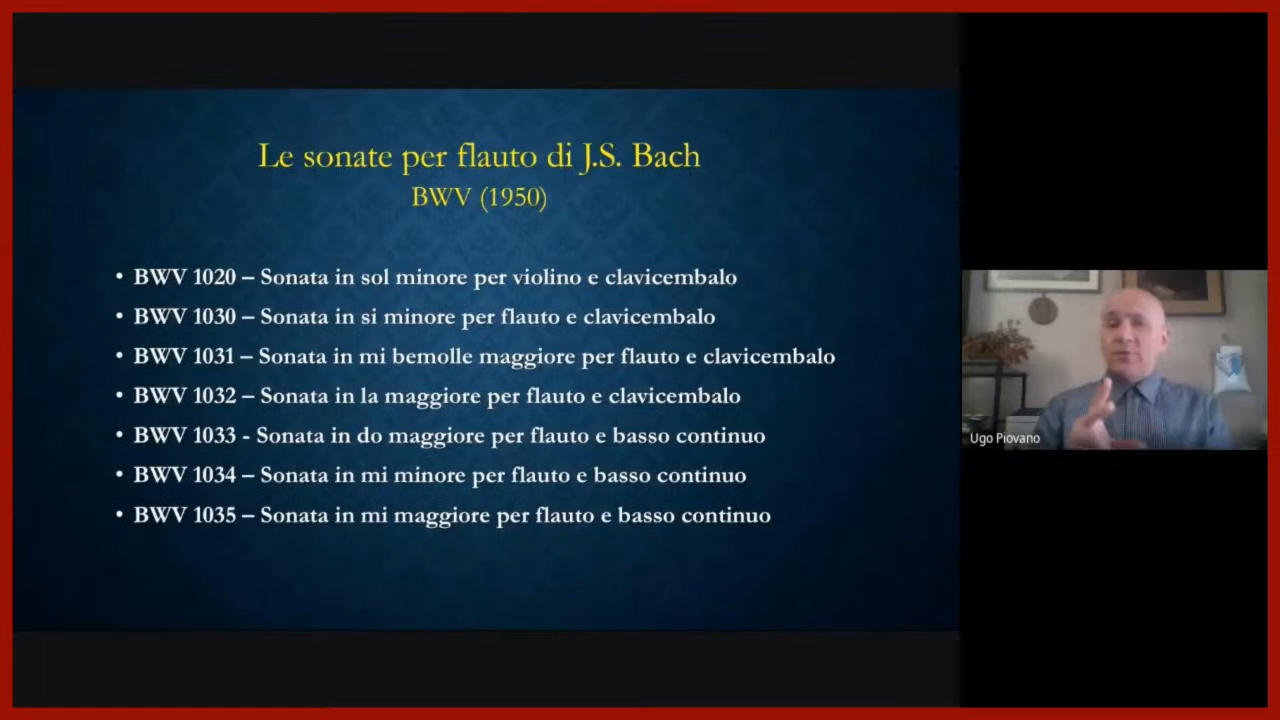 Le sonate per flauto di J.S. Bach
BWV (1950)
• BWV 1020 – Sonata in sol minore per violino e clavicembalo
• BWV 1030 – Sonata in si minore per flauto e clavicembalo
• BWV 1031 – Sonata in mi bemolle maggiore per flauto e clavicembalo
• BWV 1032 – Sonata in la maggiore per flauto e clavicembalo
• BWV 1033 - Sonata in do maggiore per flauto e basso continuo
• BWV 1034 – Sonata in mi minore per flauto e basso continuo
• BWV 1035 – Sonata in mi maggiore per flauto e basso continuo
Ugo Piovano